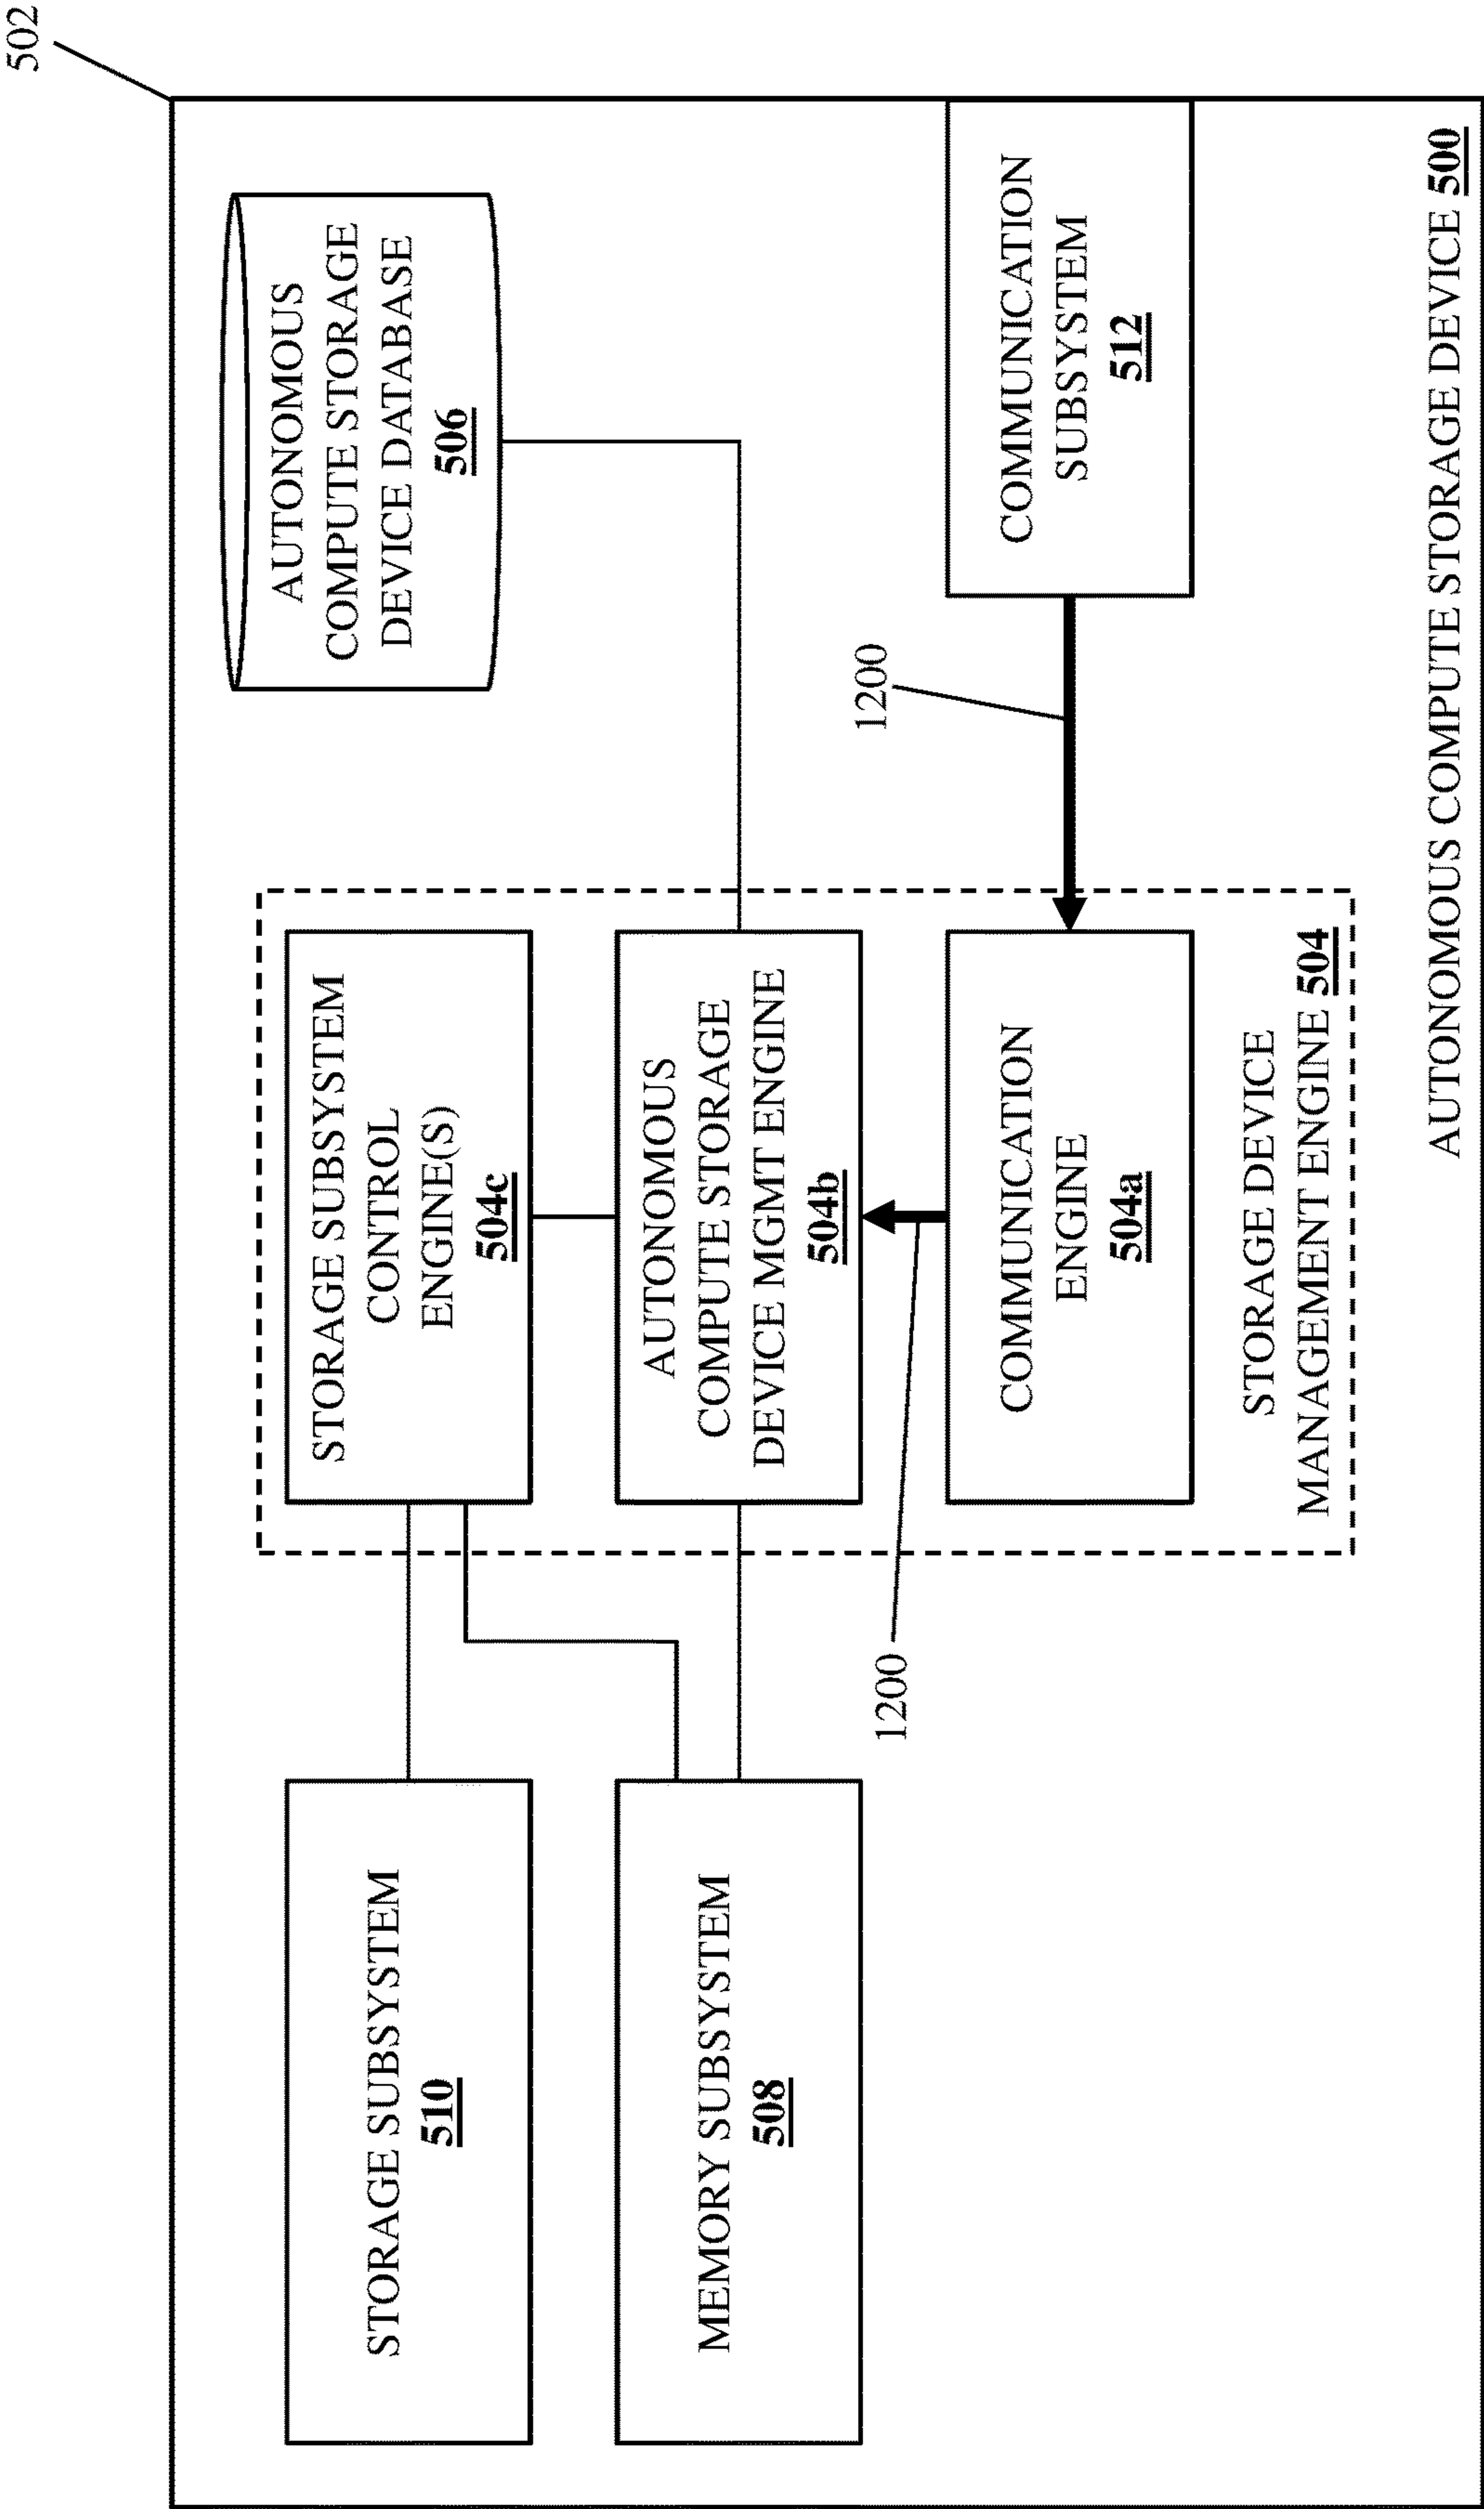 502
STORAGE SUBSYSTEM
510
STORAGE SUBSYSTEM
CONTROL
ENGINE(S)
504c
AUTONOMOUS
COMPUTE STORAGE
DEVICE DATABASE
506
MEMORY SUBSYSTEM
508
AUTONOMOUS
COMPUTE STORAGE
DEVICE MGMT ENGINE
504b
1200
1200
COMMUNICATION
ENGINE
504a
COMMUNICATION
SUBSYSTEM
512
STORAGE DEVICE
MANAGEMENT ENGINE 504
AUTONOMOUS COMPUTE STORAGE DEVICE 500